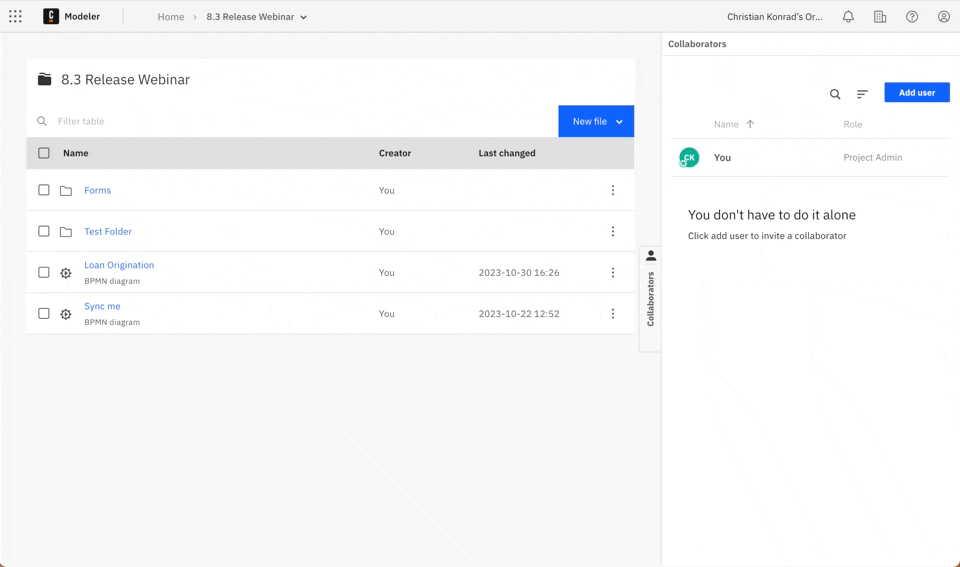 C Modeler Home › 8.3 Release Webinar Christian Konrad's Or...
Collaborators
8.3 Release Webinar
Filter table
New file
Name Creator Last changed
Forms You
Test Folder You
Loan Origination
BPMN diagram
You 2023-10-30 16:26
Sync me
BPMN diagram
You 2023-10-22 12:52
Collaborators
Add user
Name Role
CK You Project Admin
You don't have to do it alone
Click add user to invite a collaborator